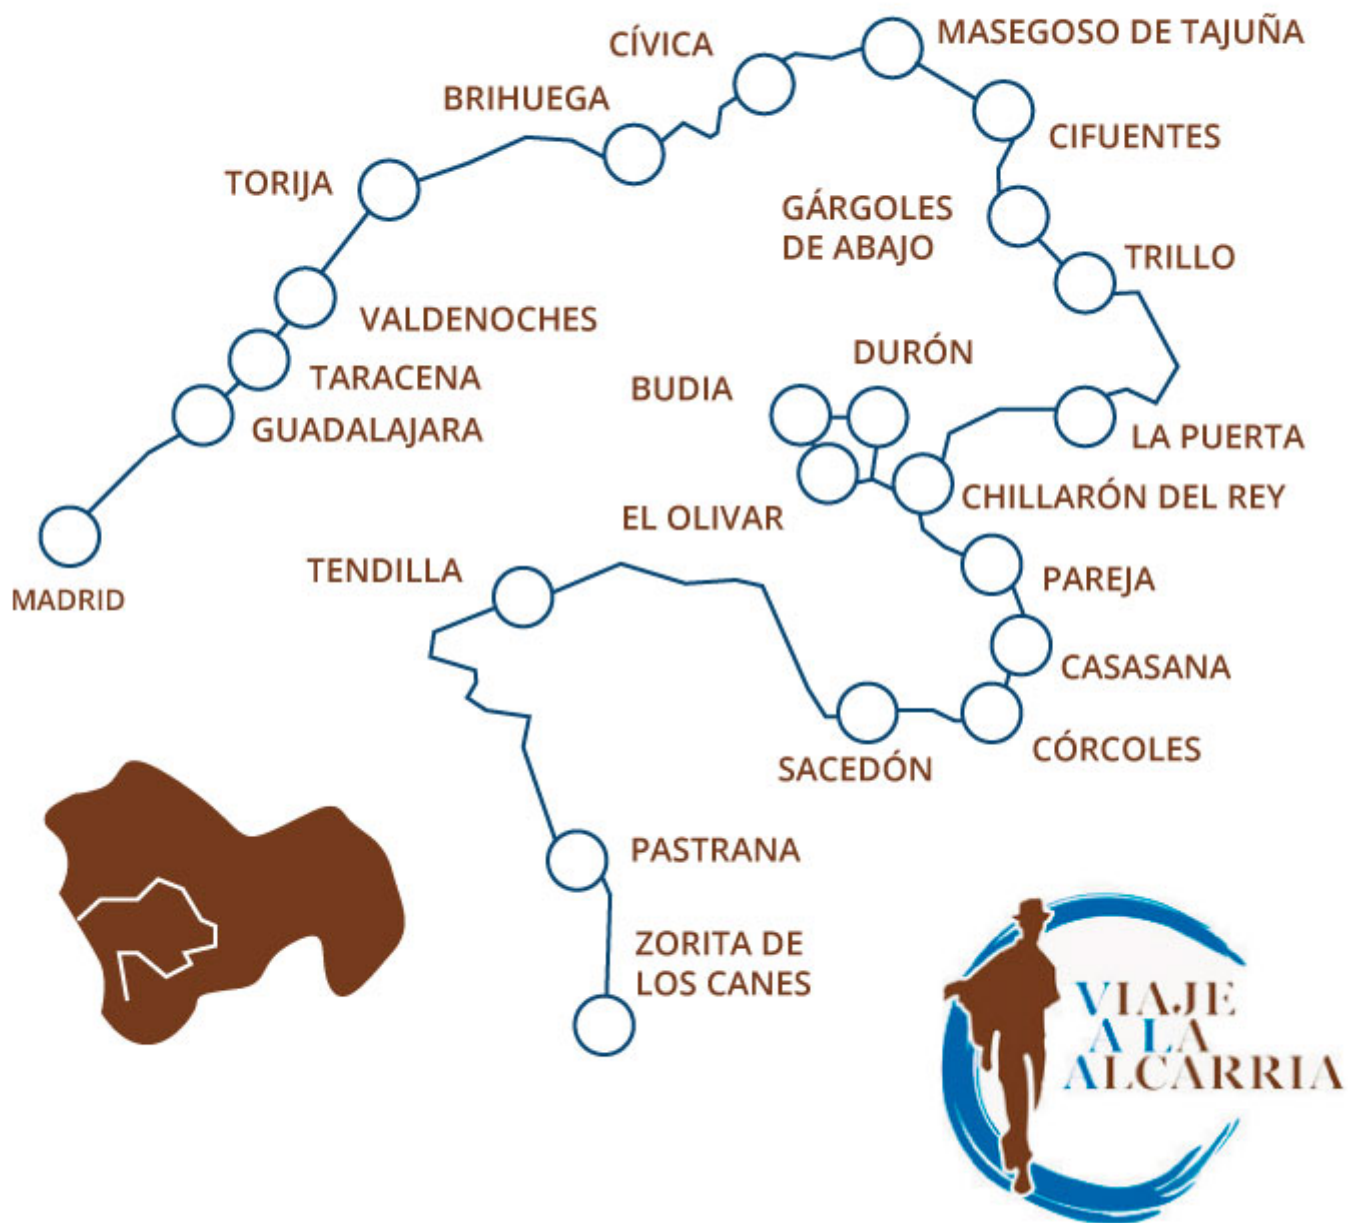 MASEGOSO DE TAJUÑA
CÍVICA
BRIHUEGA
CIFUENTES
TORIJA
GÁRGOLES
DE ABAJO
TRILLO
VALDENOCHES
DURÓN
TARACENA
BUDIA
GUADALAJARA
LA PUERTA
CHILLARÓN DEL REY
EL OLIVAR
TENDILLA
PAREJA
MADRID
CASASANA
CÓRCOLES
SACEDÓN
PASTRANA
ZORITA DE
LOS CANES
VIAJE
A LA
ALCARRIA